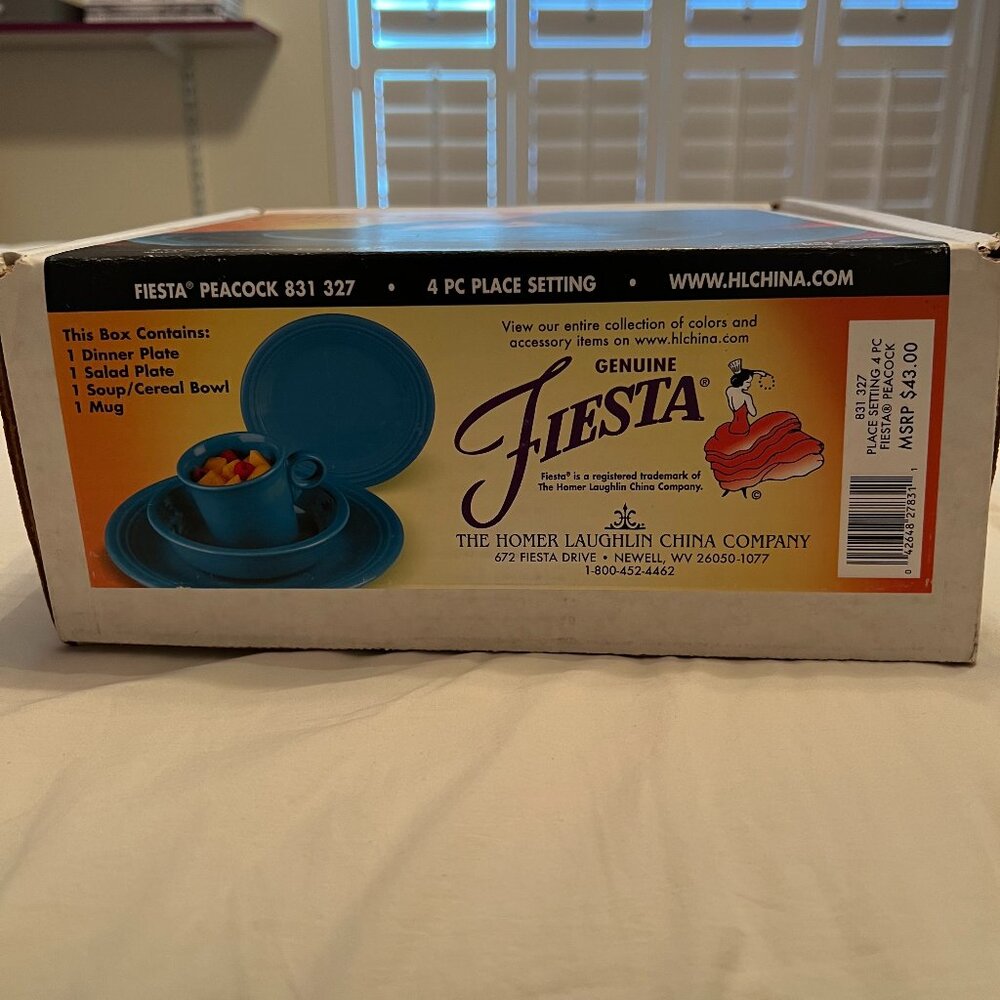 FIESTA® PEACOCK 831 327 • 4 PC PLACE SETTING • WWW.HLCHINA.COM
This Box Contains:
1 Dinner Plate
1 Salad Plate
1 Soup/Cereal Bowl
1 Mug
View our entire collection of colors and
accessory items on www.hlchina.com
GENUINE
FIESTA®
Fiesta® is a registered trademark of
The Homer Laughlin China Company.
©
THE HOMER LAUGHLIN CHINA COMPANY
672 FIESTA DRIVE • NEWELL, WV 26050-1077
1-800-452-4462
831 327
PLACE SETTING 4 PC
FIESTA® PEACOCK
MSRP $43.00
0 42648 27831 1